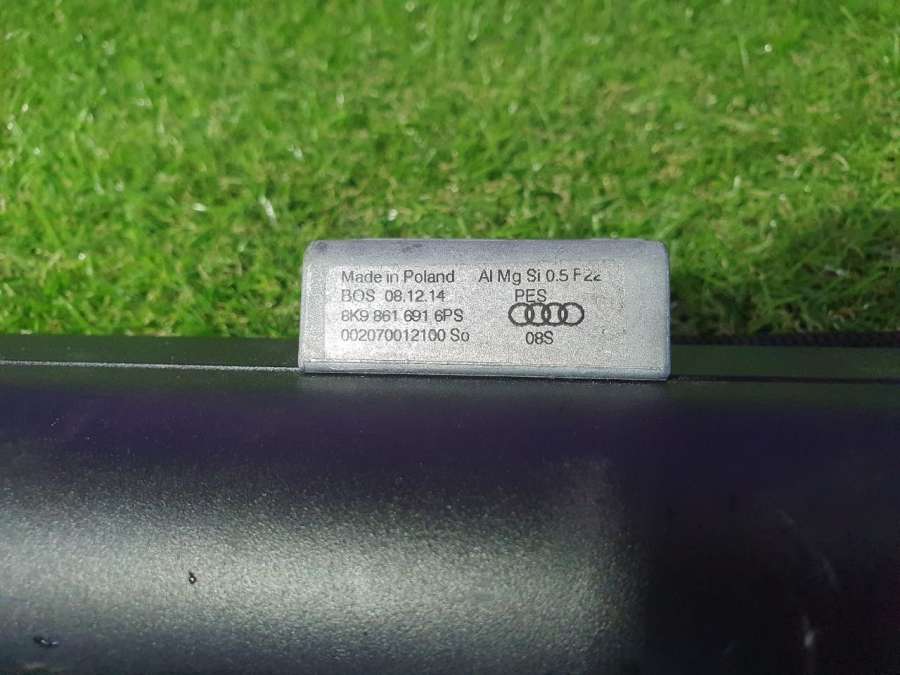 Made in Poland Al Mg Si 0.5 F22
BOS 08.12.14 PES
8K9 861 691 6PS
002070012100 So 08S